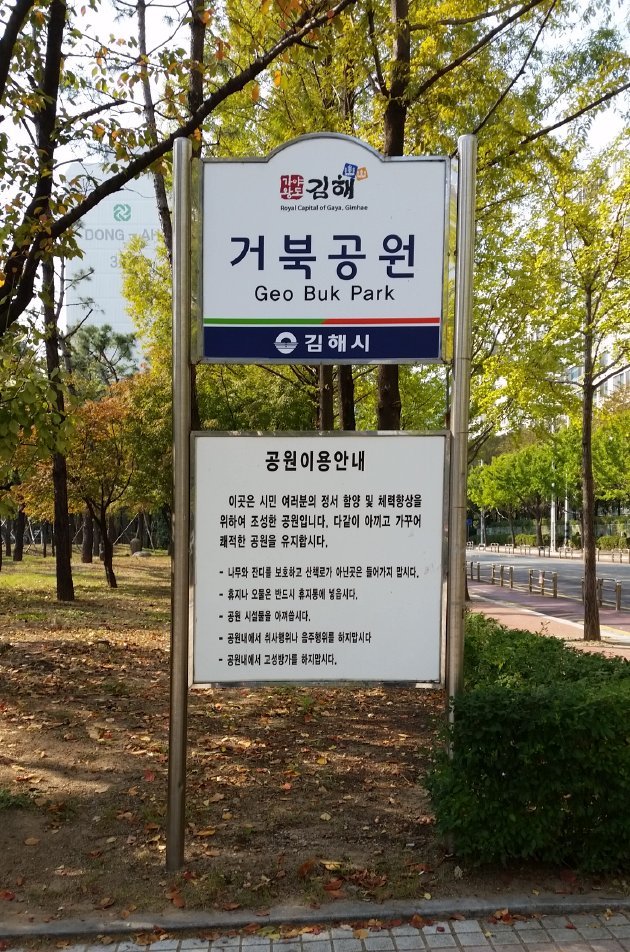 가야
왕도
김해
Royal Capital of Gaya, Gimhae
거북공원
Geo Buk Park
김해시
DONG - A
3
공원이용안내
이곳은 시민 여러분의 정서 함양 및 체력향상을
위하여 조성한 공원입니다. 다같이 아끼고 가꾸어
쾌적한 공원을 유지합시다.
- 나무와 잔디를 보호하고 산책로가 아닌곳은 들어가지 맙시다.
- 휴지나 오물은 반드시 휴지통에 넣읍시다.
- 공원 시설물을 아껴씁시다.
- 공원내에서 취사행위나 음주행위를 하지맙시다
- 공원내에서 고성방가를 하지맙시다.